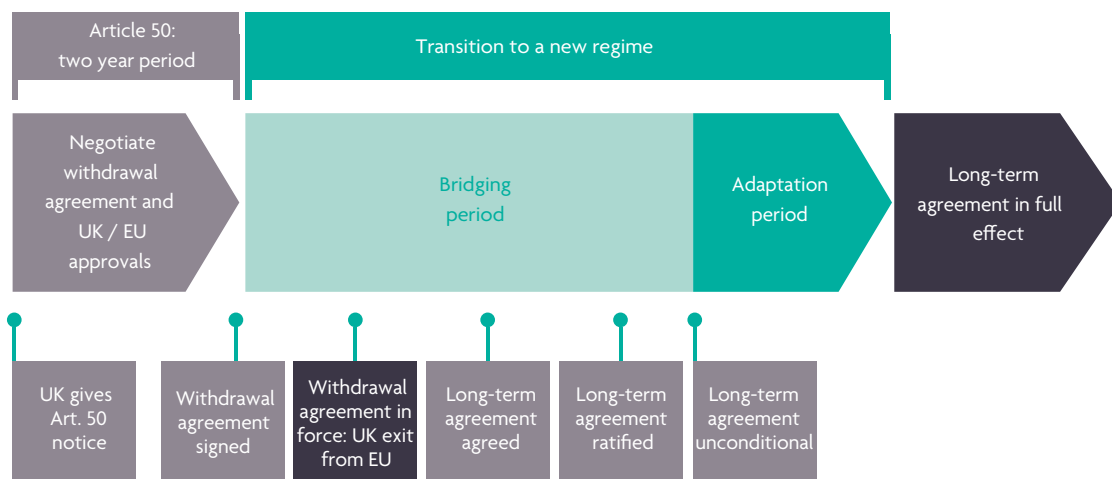 Article 50:
two year period
Transition to a new regime
Negotiate
withdrawal
agreement and
UK / EU
approvals
Bridging
period
Adaptation
period
Long-term
agreement in full
effect
UK gives
Art. 50
notice
Withdrawal
agreement
signed
Withdrawal
agreement in
force: UK exit
from EU
Long-term
agreement
agreed
Long-term
agreement
ratified
Long-term
agreement
unconditional